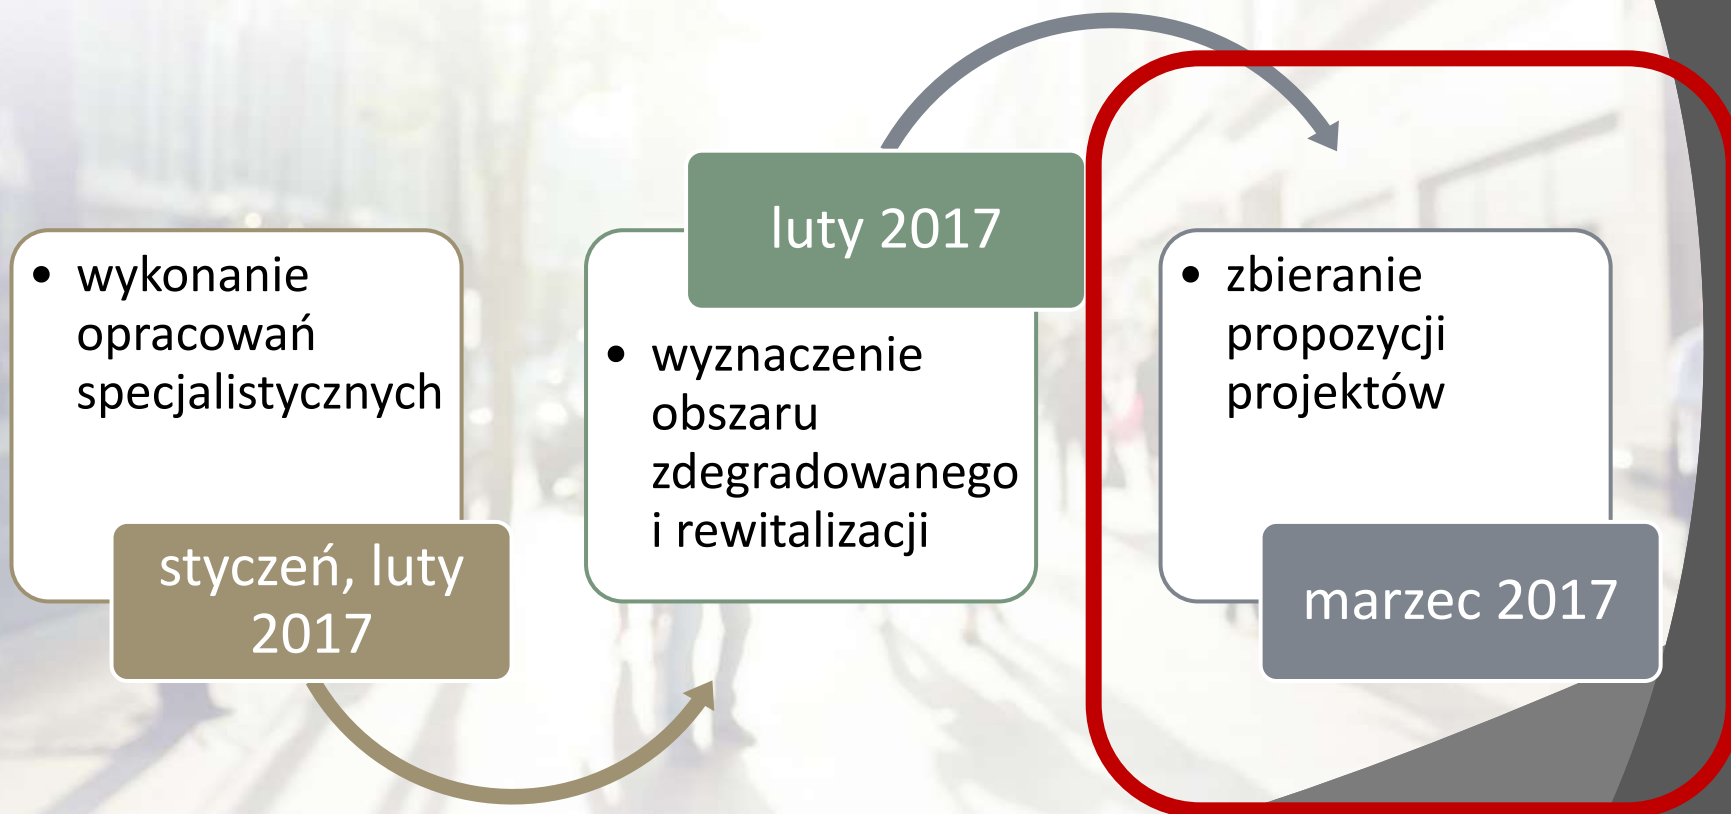 • wykonanie
opracowań
specjalistycznych
styczeń, luty
2017
luty 2017
• wyznaczenie
obszaru
zdegradowanego
i rewitalizacji
• zbieranie
propozycji
projektów
marzec 2017